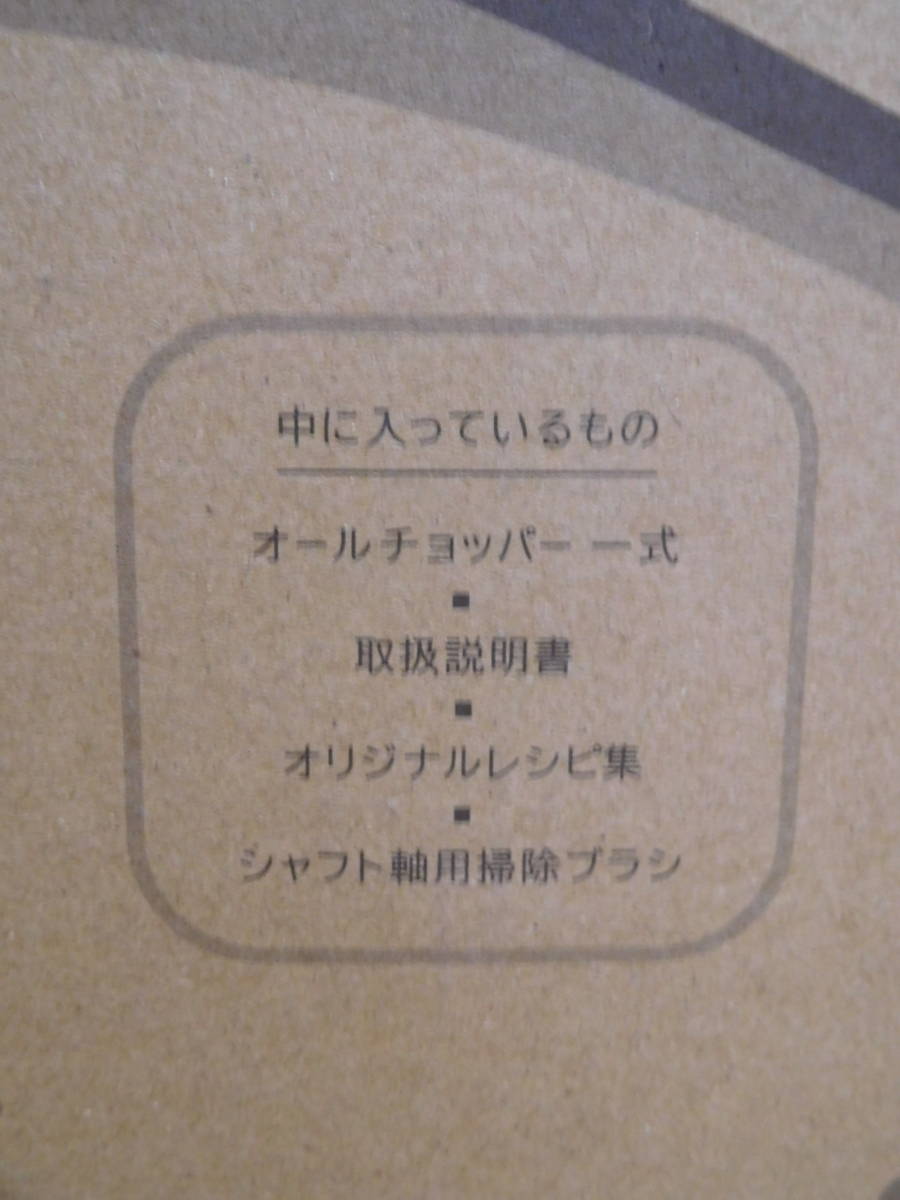 中に入っているもの
オールチョッパー 一式
■
取扱説明書
■
オリジナルレシピ集
■
シャフト軸用掃除ブラシ